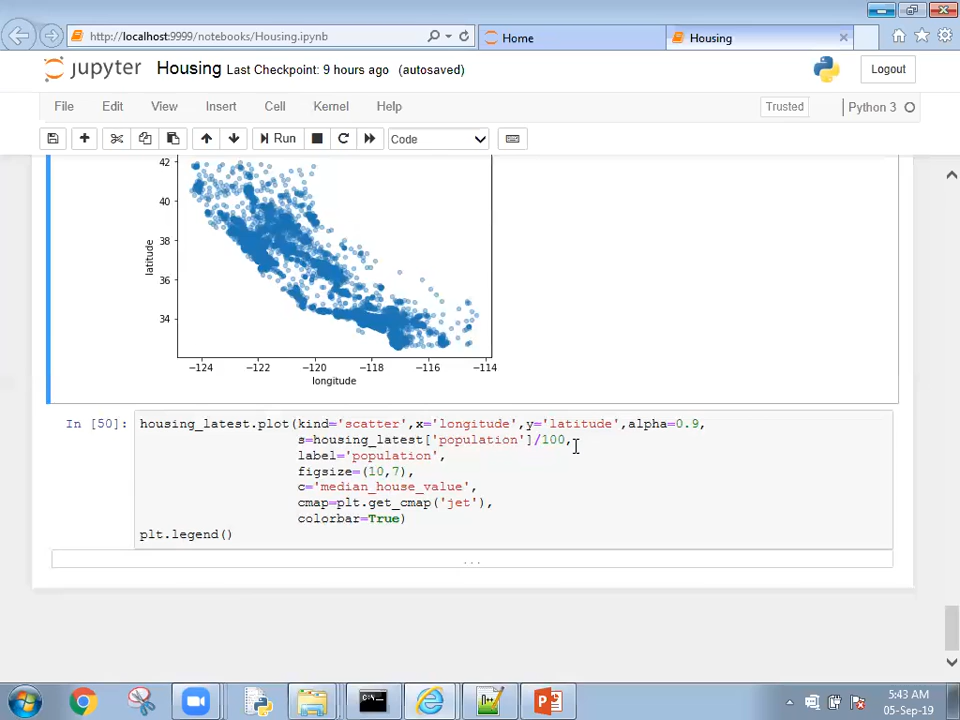 http://localhost:9999/notebooks/Housing.ipynb
Home
Housing
jupyter
Housing Last Checkpoint: 9 hours ago (autosaved)
Logout
File Edit View Insert Cell Kernel Help
Trusted
Python 3
Run
Code
42
40
38
36
34
latitude
−124 −122 −120 −118 −116 −114
longitude
In [50]:
housing_latest.plot(kind='scatter',x='longitude',y='latitude',alpha=0.9,
s=housing_latest['population']/100,
label='population',
figsize=(10,7),
c='median_house_value',
cmap=plt.get_cmap('jet'),
colorbar=True)
plt.legend()
...
5:43 AM
05-Sep-19